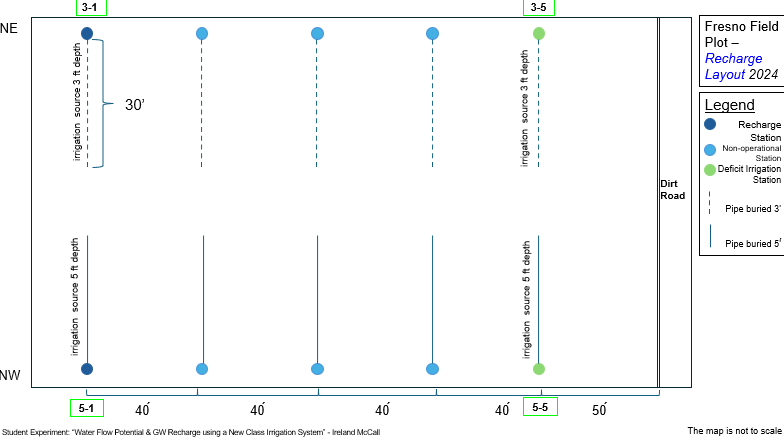 3-1
3-5
NE
Fresno Field
Plot –
Recharge
Layout 2024
irrigation source 3 ft depth
30’
irrigation source 3 ft depth
Legend
Recharge
Station
Non-operational
Station
Deficit Irrigation
Station
Pipe buried 3'
Pipe buried 5'
Dirt
Road
irrigation source 5 ft depth
irrigation source 5 ft depth
NW
5-1
40´
40´
40´
40´
5-5
50´
Student Experiment: “Water Flow Potential & GW Recharge using a New Class Irrigation System” - Ireland McCall
The map is not to scale